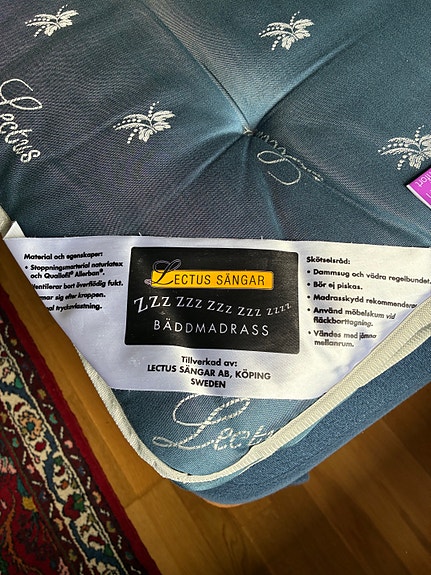 Lectus
Material och egenskaper:
• Stoppningsmaterial naturlatex
och Quallofil® Allerban®.
Ventilerar bort överflödig fukt.
sig efter kroppen.
tryckavlastning.
LECTUS SÄNGAR
ZZZ ZZZ ZZZ ZZZ ZZZZ
BÄDDMADRASS
Tillverkad av:
LECTUS SÄNGAR AB, KÖPING
SWEDEN
Skötselråd:
• Dammsug och vädra regelbundet.
• Bör ej piskas.
• Madrasskydd rekommenderas
• Använd möbelskum vid
fläckborttagning.
• Vändes med jämna
mellanrum.
Lectus